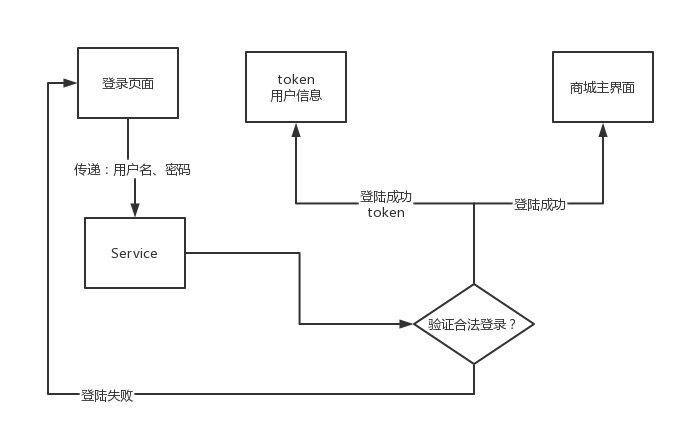 登录页面
token
用户信息
商城主界面
传递：用户名、密码
登陆成功
token
登陆成功
Service
验证合法登录？
登陆失败